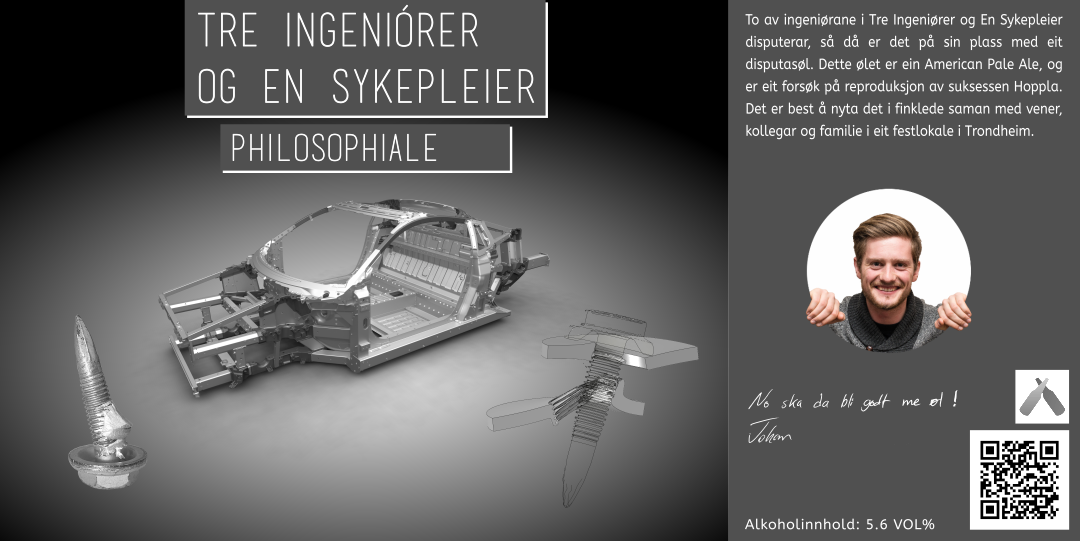 TRE INGENIÓRER
OG EN SYKEPLEIER
PHILOSOPHIALE
To av ingeniørane i Tre Ingeniører og En Sykepleier
disputerar, så då er det på sin plass med eit
disputasøl. Dette ølet er ein American Pale Ale, og
er eit forsøk på reproduksjon av suksessen Hoppla.
Det er best å nyta det i finklede saman med vener,
kollegar og familie i eit festlokale i Trondheim.
No ska da bli godt me øl !
Johan
Alkoholinnhold: 5.6 VOL%